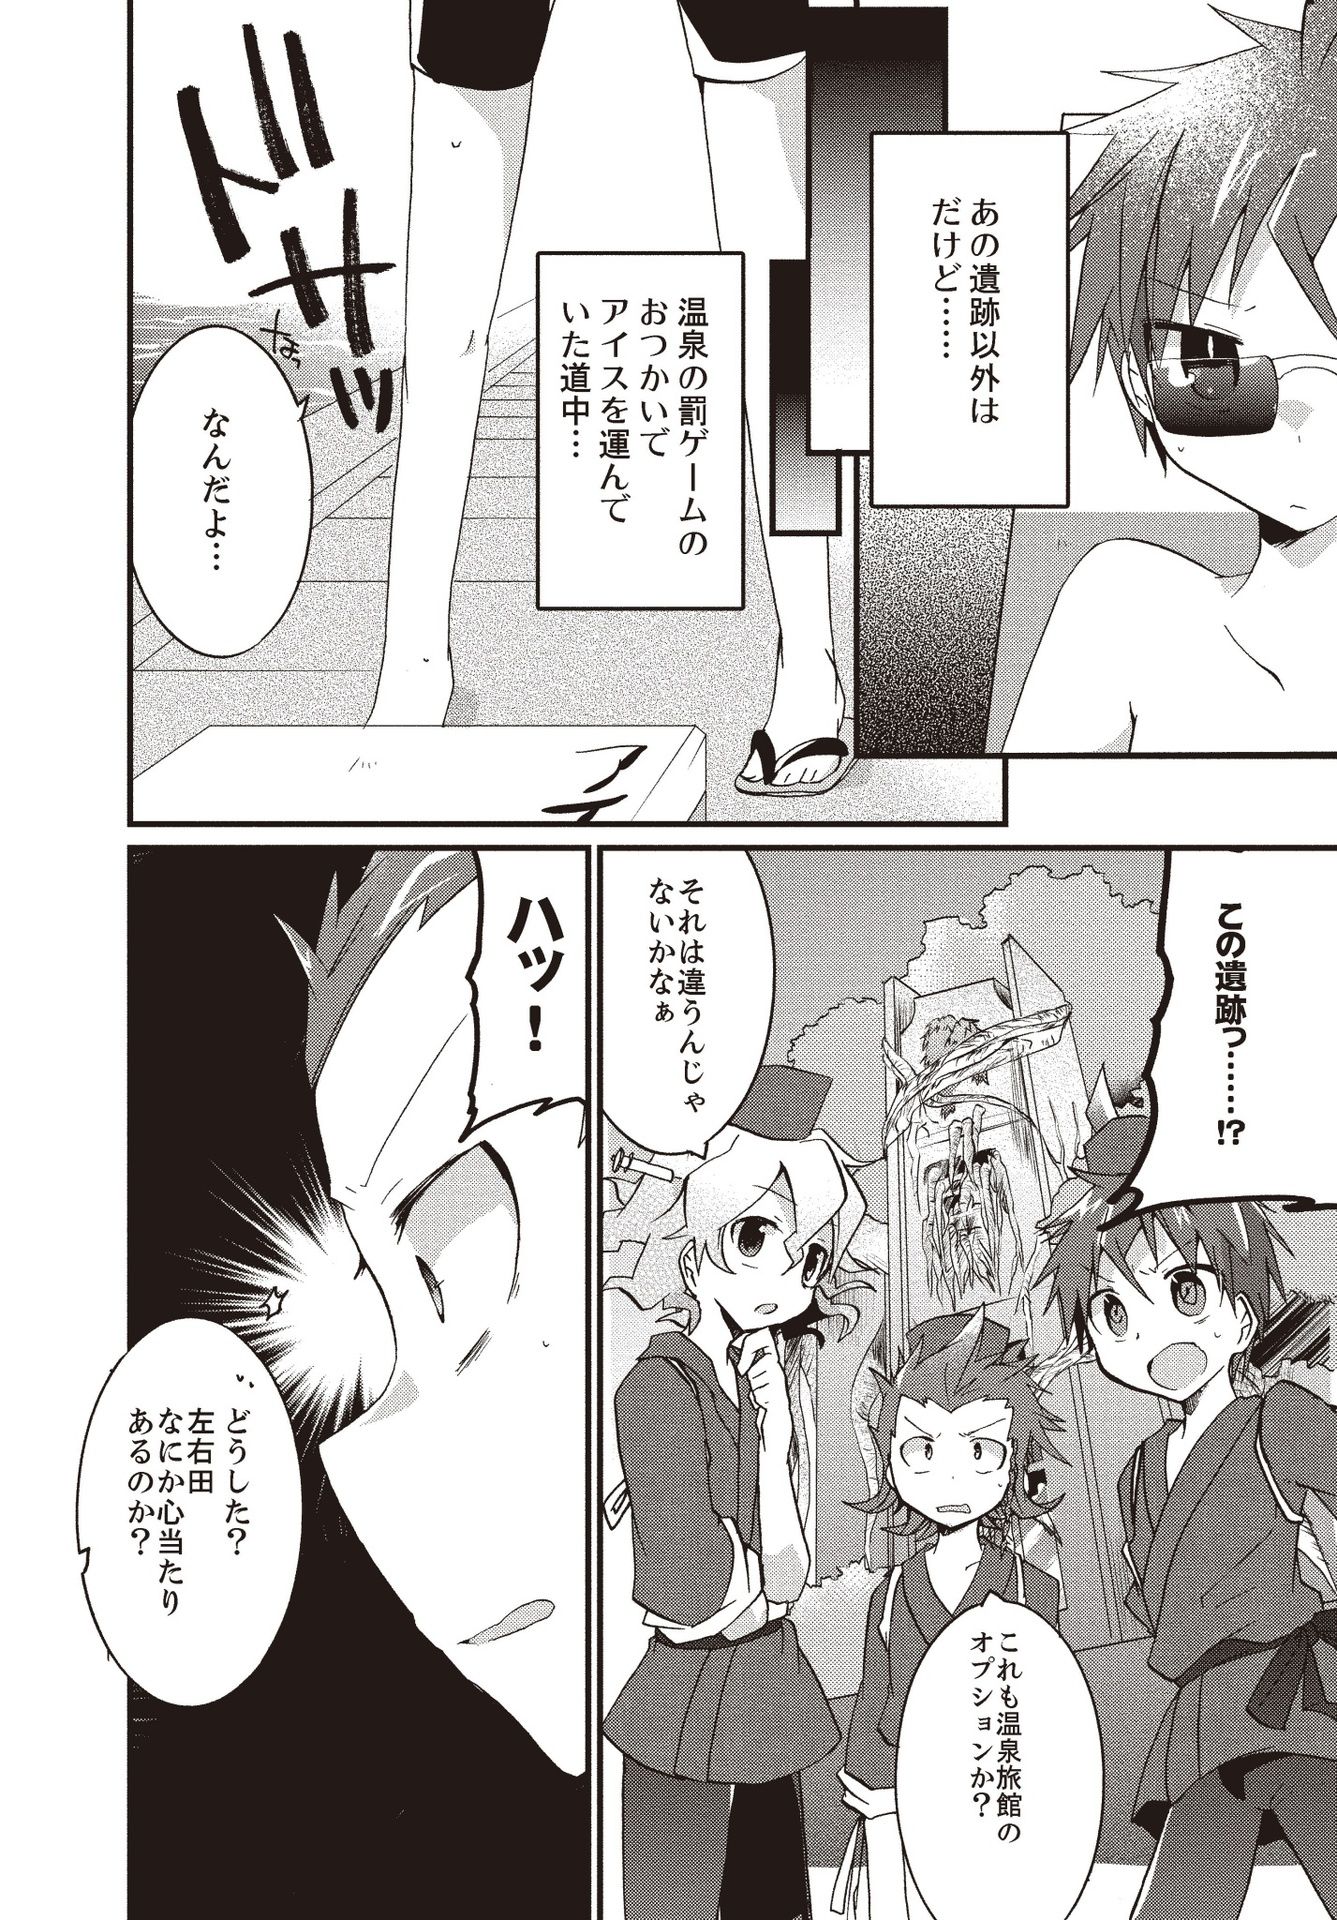 あの遺跡以外は
だけど……
温泉の罰ゲームの
おつかいで
アイスを運んで
いた道中…
ドサッ
なっ
なんだよ…
この遺跡っ……!?
それは違うんじゃ
ないかなぁ
これも温泉旅館の
オプションか?
ハッ!
どうした?
左右田
なにか心当たり
あるのか?